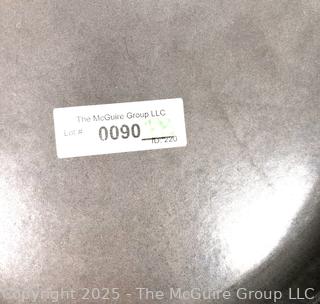 The McGuire Group LLC
Lot # 0090
ID: 220
Copyright 2025 - The McGuire Group LLC